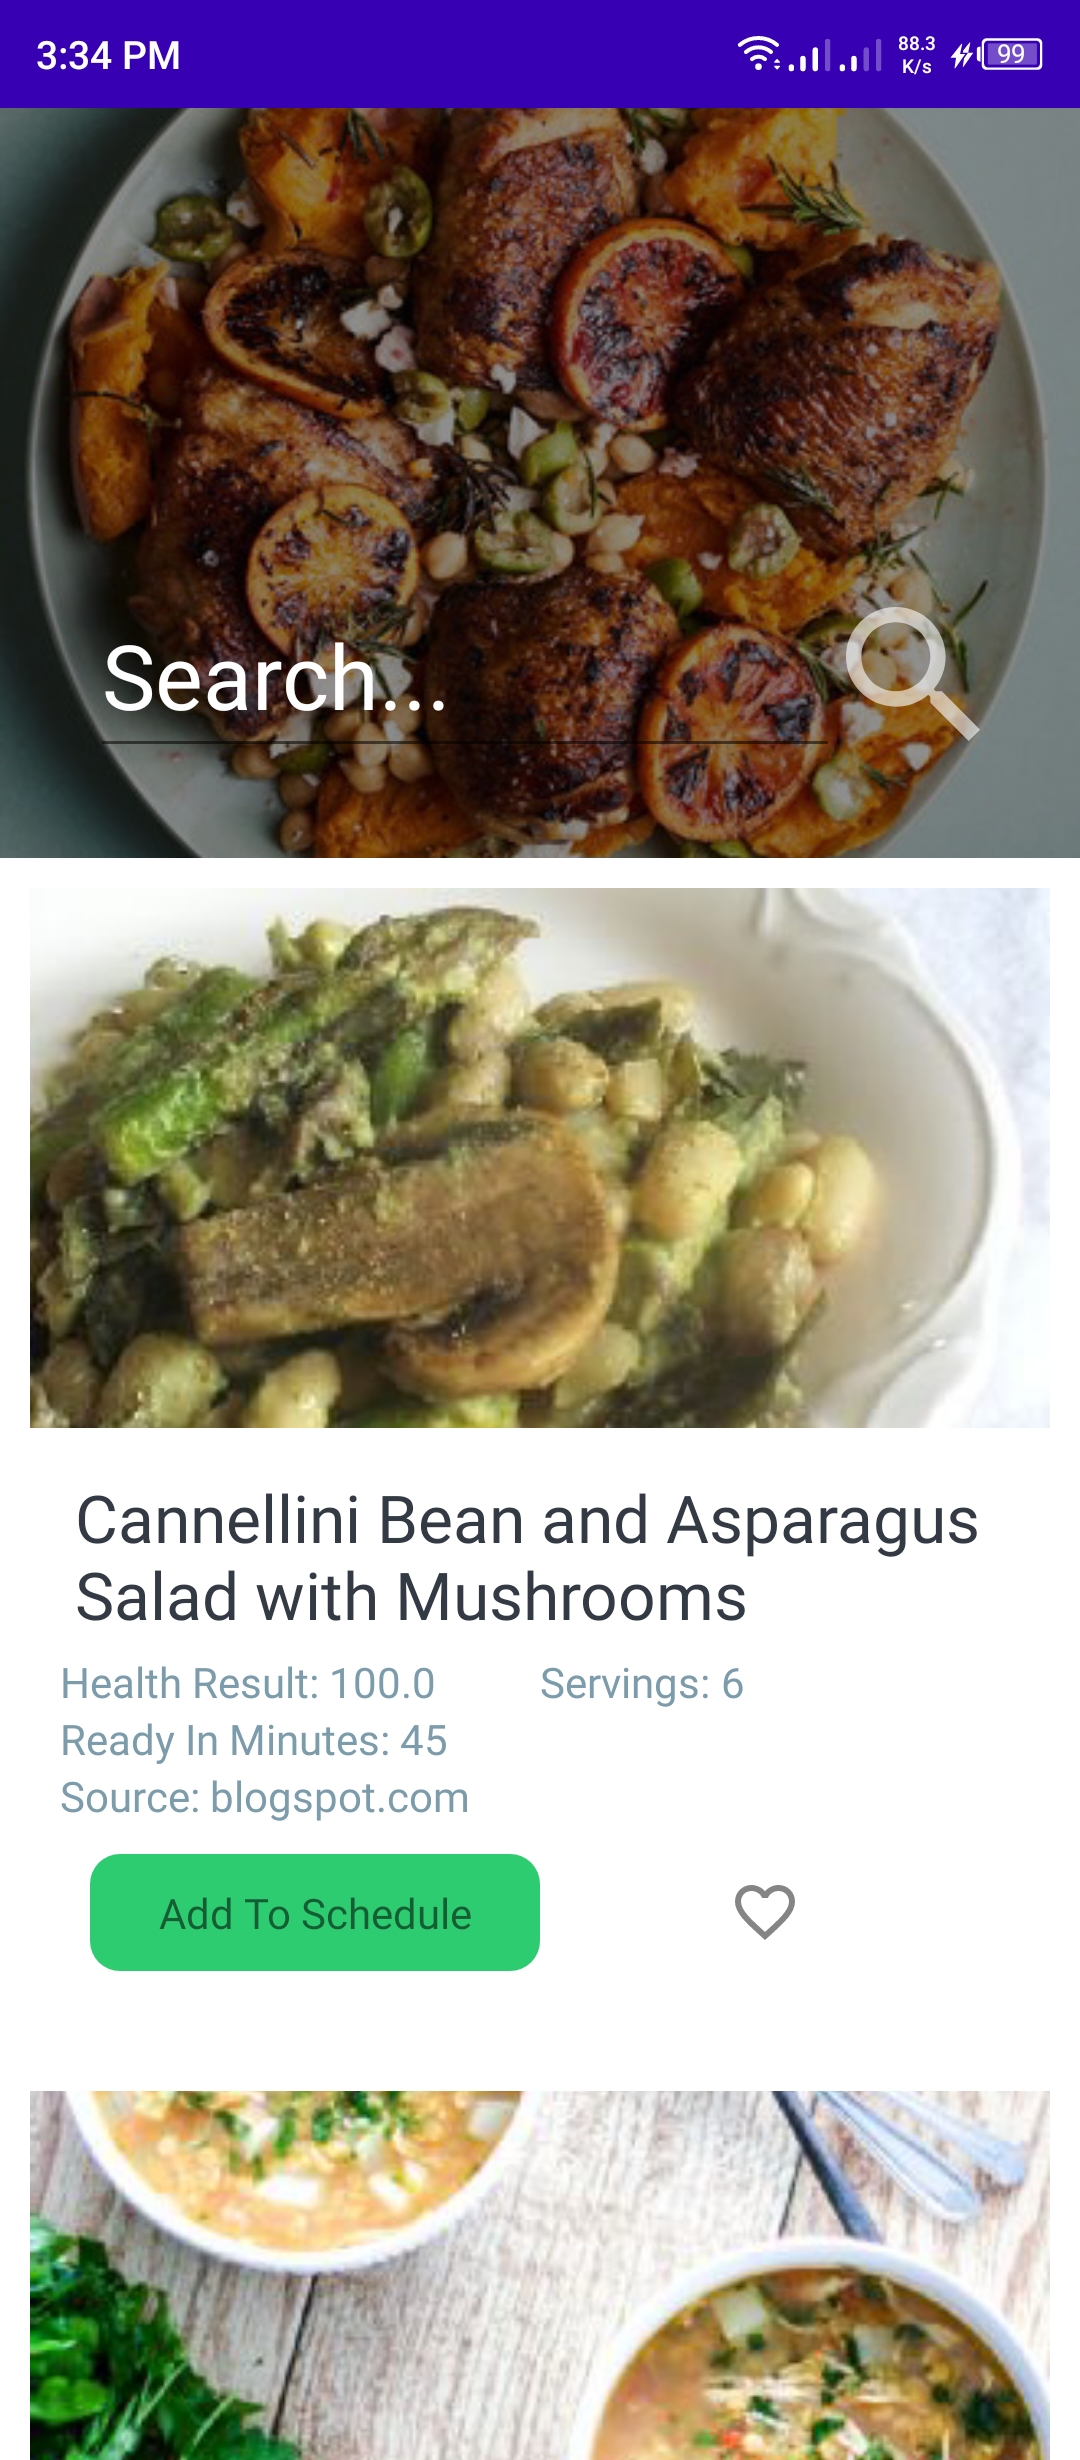 3:34 PM
88.3
K/s
99
Search...
Cannellini Bean and Asparagus
Salad with Mushrooms
Health Result: 100.0
Servings: 6
Ready In Minutes: 45
Source: blogspot.com
Add To Schedule